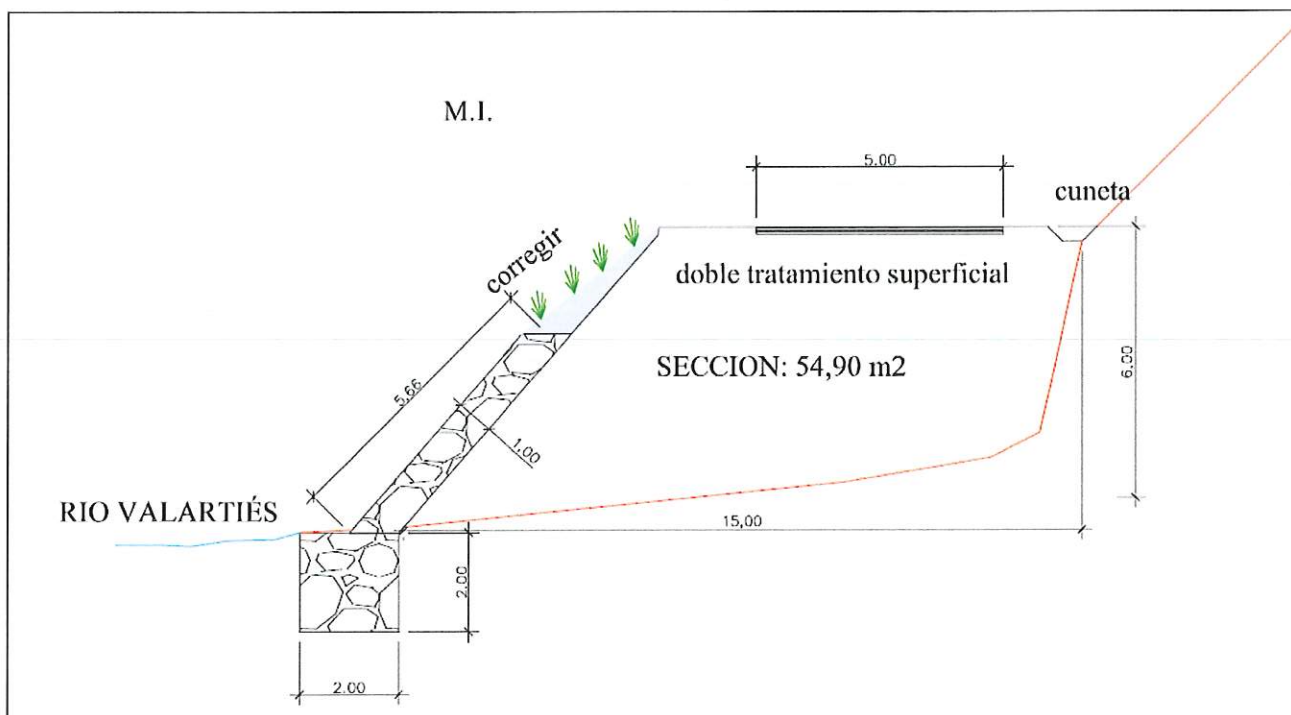 M.I.
5.00
cuneta
corregir
doble tratamiento superficial
SECCION: 54,90 m2
6.00
5,66
1,00
RIO VALARTIÉS
15,00
2.00
2.00